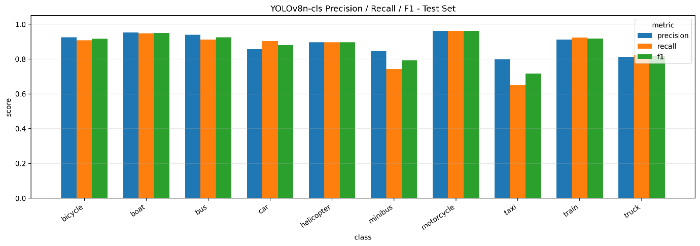 YOLOv8n-cls Precision / Recall / F1 - Test Set
metric
precision
recall
f1
1.0
0.8
0.6
0.4
0.2
0.0
score
bicycle
boat
bus
car
helicopter
minibus
motorcycle
taxi
train
truck
class